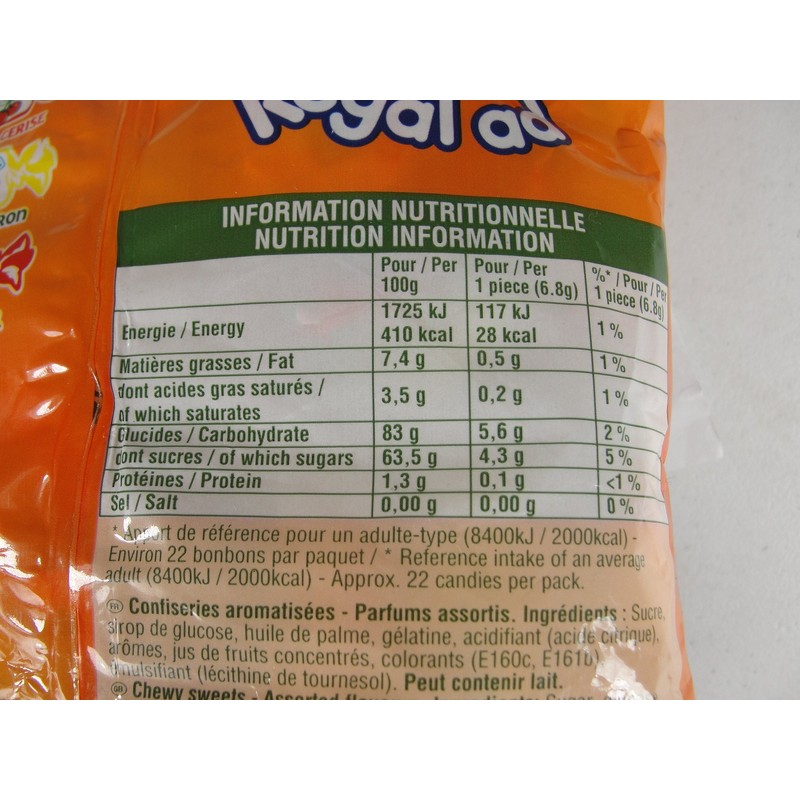 Royal ad
CERISE
RON
INFORMATION NUTRITIONNELLE
NUTRITION INFORMATION
Pour / Per 100g
Pour / Per 1 piece (6.8g)
%* / Pour / Per 1 piece (6.8g)
Energie / Energy 1725 kJ 410 kcal 117 kJ 28 kcal 1 %
Matières grasses / Fat 7,4 g 0,5 g 1 %
dont acides gras saturés / of which saturates 3,5 g 0,2 g 1 %
Glucides / Carbohydrate 83 g 5,6 g 2 %
dont sucres / of which sugars 63,5 g 4,3 g 5 %
Protéines / Protein 1,3 g 0,1 g <1 %
Sel / Salt 0,00 g 0,00 g 0 %
* Apport de référence pour un adulte-type (8400kJ / 2000kcal) -
Environ 22 bonbons par paquet / * Reference intake of an average
adult (8400kJ / 2000kcal) - Approx. 22 candies per pack.
FR Confiseries aromatisées - Parfums assortis. Ingrédients : Sucre,
sirop de glucose, huile de palme, gélatine, acidifiant (acide citrique),
arômes, jus de fruits concentrés, colorants (E160c, E161b)
émulsifiant (lécithine de tournesol). Peut contenir lait.
GB Chewy sweets - Assorted